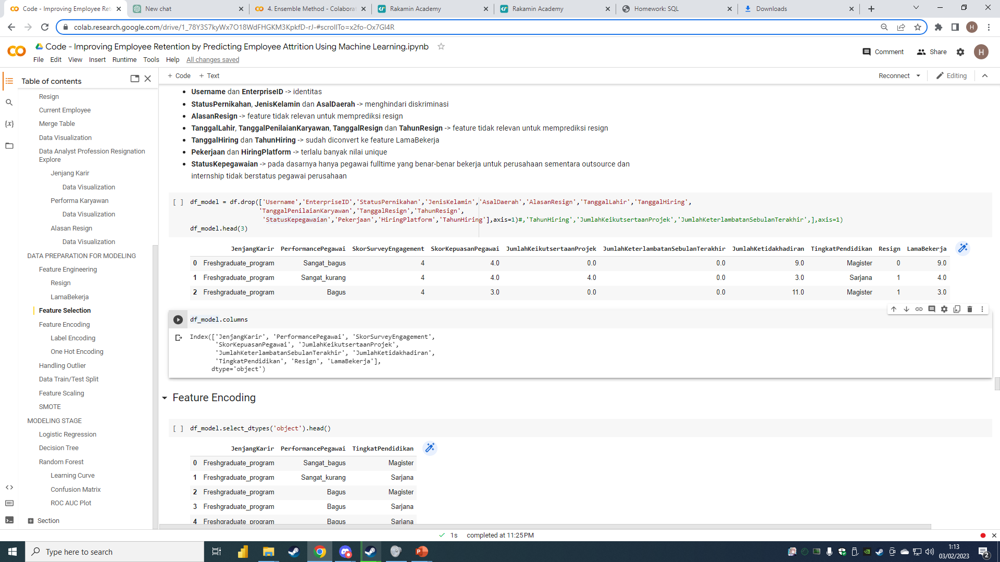 Code - Improving Employee Ret
New chat
4. Ensemble Method - Colaborat
Rakamin Academy
Rakamin Academy
Homework: SQL
Downloads
colab.research.google.com/drive/1_78Y3S7kyWx7O18WdFHGKM3KpkfD-rJ-#scrollTo=x2fo-Ox7GI4R
H
Code - Improving Employee Retention by Predicting Employee Attrition Using Machine Learning.ipynb
File Edit View Insert Runtime Tools Help All changes saved
Comment Share H
Table of contents
+ Code + Text
Reconnect Editing
Resign
Current Employee
Merge Table
Data Visualization
Data Analyst Profession Resignation
Explore
Jenjang Karir
Data Visualization
Performa Karyawan
Data Visualization
Alasan Resign
Data Visualization
DATA PREPARATION FOR MODELING
Feature Engineering
Resign
LamaBekerja
Feature Selection
Feature Encoding
Label Encoding
One Hot Encoding
Handling Outlier
Data Train/Test Split
Feature Scaling
SMOTE
MODELING STAGE
Logistic Regression
Decision Tree
Random Forest
Learning Curve
Confusion Matrix
ROC AUC Plot
Section
• Username dan EnterpriseID -> identitas
• StatusPernikahan, JenisKelamin dan AsalDaerah -> menghindari diskriminasi
• AlasanResign -> feature tidak relevan untuk memprediksi resign
• TanggalLahir, TanggalPenilaianKaryawan, TanggalResign dan TahunResign -> feature tidak relevan untuk memprediksi resign
• TanggalHiring dan TahunHiring -> sudah diconvert ke feature LamaBekerja
• Pekerjaan dan HiringPlatform -> terlalu banyak nilai unique
• StatusKepegawaian -> pada dasarnya hanya pegawai fulltime yang benar-benar bekerja untuk perusahaan sementara outsource dan
internship tidak berstatus pegawai perusahaan
[ ] df_model = df.drop(['Username','EnterpriseID','StatusPernikahan','JenisKelamin','AsalDaerah','AlasanResign','TanggalLahir','TanggalHiring',
'TanggalPenilaianKaryawan','TanggalResign','TahunResign',
'StatusKepegawaian','Pekerjaan','HiringPlatform','TahunHiring'],axis=1)#,'TahunHiring','JumlahKeikutsertaanProjek','JumlahKeterlambatanSebulanTerakhir',],axis=1)
df_model.head(3)
JenjangKarir PerformancePegawai SkorSurveyEngagement SkorKepuasanPegawai JumlahKeikutsertaanProjek JumlahKeterlambatanSebulanTerakhir JumlahKetidakhadiran TingkatPendidikan Resign LamaBekerja
0 Freshgraduate_program Sangat_bagus 4 4.0 0.0 0.0 9.0 Magister 0 9.0
1 Freshgraduate_program Sangat_kurang 4 4.0 4.0 0.0 3.0 Sarjana 1 4.0
2 Freshgraduate_program Bagus 4 3.0 0.0 0.0 11.0 Magister 1 3.0
df_model.columns
Index(['JenjangKarir', 'PerformancePegawai', 'SkorSurveyEngagement',
'SkorKepuasanPegawai', 'JumlahKeikutsertaanProjek',
'JumlahKeterlambatanSebulanTerakhir', 'JumlahKetidakhadiran',
'TingkatPendidikan', 'Resign', 'LamaBekerja'],
dtype='object')
Feature Encoding
[ ] df_model.select_dtypes('object').head()
JenjangKarir PerformancePegawai TingkatPendidikan
0 Freshgraduate_program Sangat_bagus Magister
1 Freshgraduate_program Sangat_kurang Sarjana
2 Freshgraduate_program Bagus Magister
3 Freshgraduate_program Bagus Sarjana
4 Freshgraduate_program Bagus Sarjana
1s completed at 11:25 PM
Type here to search
1:13
03/02/2023
2